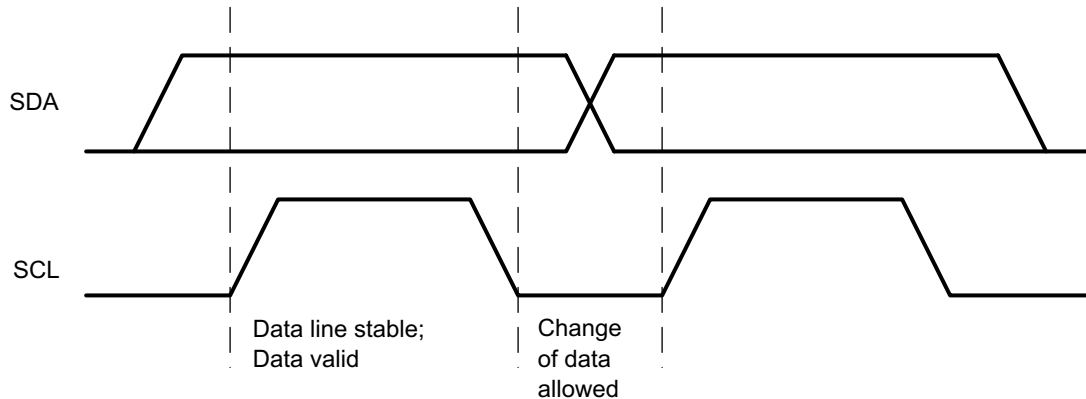 SDA
SCL
Data line stable;
Data valid
Change
of data
allowed